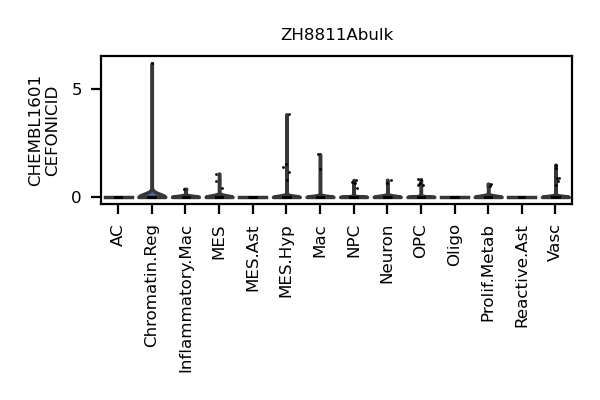 ZH8811Abulk
CHEMBL1601
CEFONICID
5
0
AC
Chromatin.Reg
Inflammatory.Mac
MES
MES.Ast
MES.Hyp
Mac
NPC
Neuron
OPC
Oligo
Prolif.Metab
Reactive.Ast
Vasc